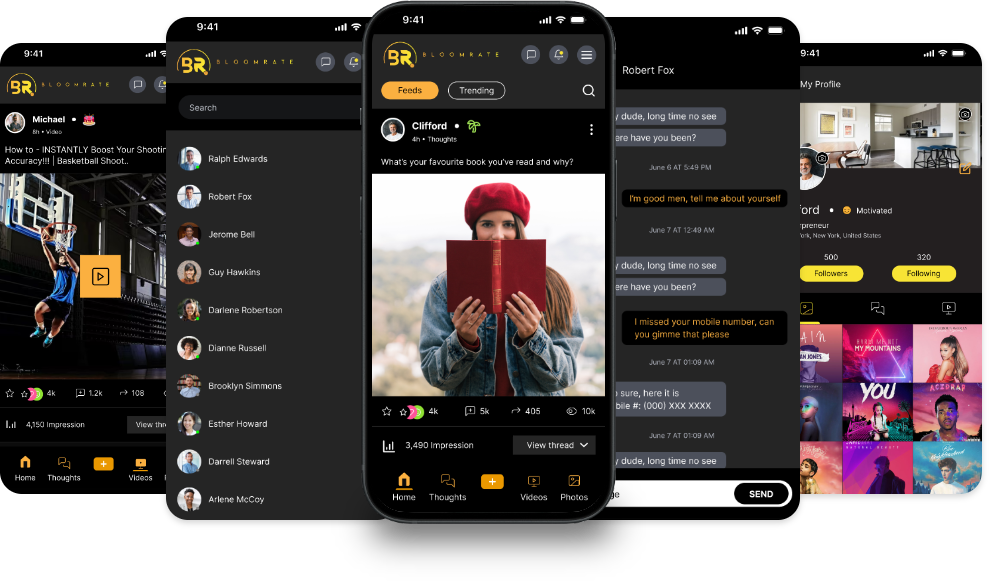 9:41
BR
BLOOMRATE
Michael
8h • Video
How to - INSTANTLY Boost Your Shootin
Accuracy!!! | Basketball Shoot..
4k
1.2k
108
4,150 Impression
View thre
Home
Thoughts
Videos
9:41
BR
BLOOMRATE
Search
Ralph Edwards
Robert Fox
Jerome Bell
Guy Hawkins
Darlene Robertson
Dianne Russell
Brooklyn Simmons
Esther Howard
Darrell Steward
Arlene McCoy
9:41
BR
BLOOMRATE
Feeds
Trending
Clifford
4h • Thoughts
What's your favourite book you've read and why?
4k
5k
405
10k
3,490 Impression
View thread
Home
Thoughts
Videos
Photos
Robert Fox
y dude, long time no see
ere have you been?
June 6 AT 5:49 PM
I'm good men, tell me about yourself
June 7 AT 12:49 AM
y dude, long time no see
ere have you been?
I missed your mobile number, can
you gimme that please
June 7 AT 01:09 AM
sure, here it is
bile #: (000) XXX XXXX
June 7 AT 01:09 AM
y dude, long time no see
ge
SEND
9:41
My Profile
ford
Motivated
rpreneur
ork, New York, United States
500
320
Followers
Following
AIN
AN JONES.
MY MOUNTAINS
YOU